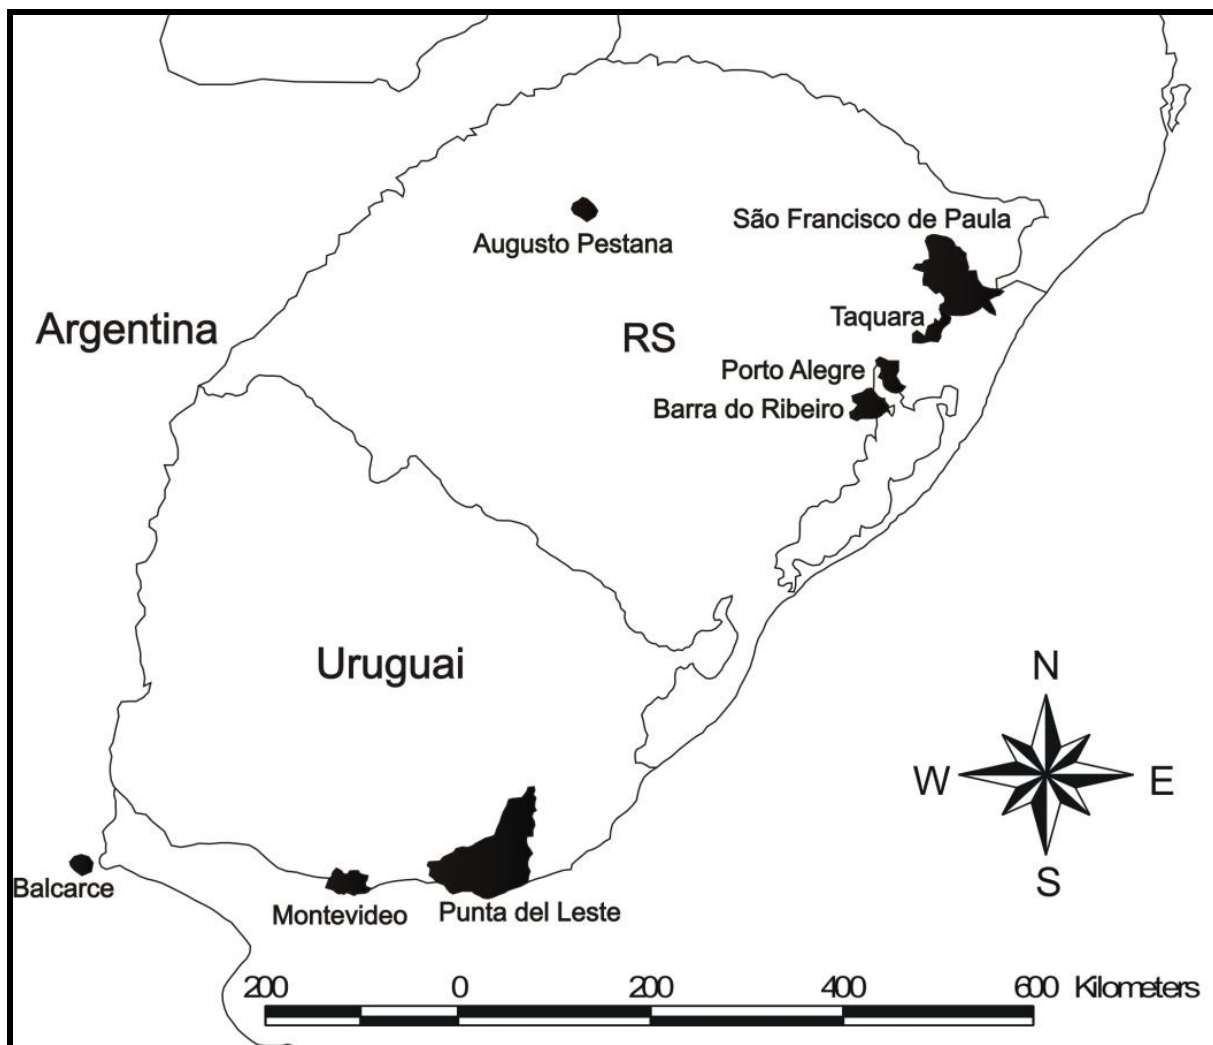 São Francisco de Paula
Augusto Pestana
Argentina
Taquara
RS
Porto Alegre
Barra do Ribeiro
Uruguai
N
W
E
S
Balcarce
Montevideo
Punta del Leste
200 0 200 400 600 Kilometers